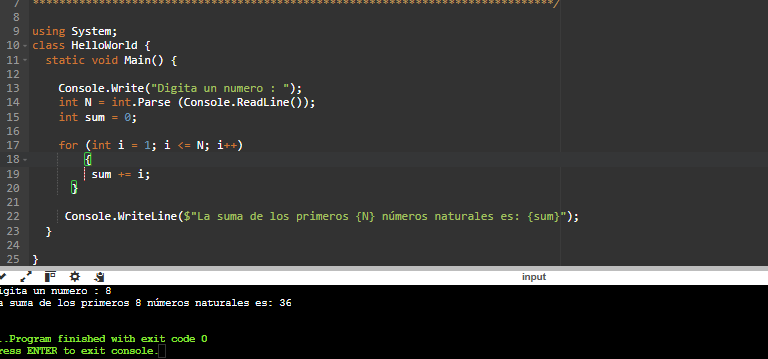 7 *******************************************************************************/
8
9 using System;
10 class HelloWorld {
11 static void Main() {
12
13 Console.Write("Digita un numero : ");
14 int N = int.Parse (Console.ReadLine());
15 int sum = 0;
16
17 for (int i = 1; i <= N; i++)
18 {
19 sum += i;
20 }
21
22 Console.WriteLine($"La suma de los primeros {N} números naturales es: {sum}");
23 }
24
25 }
input
igita un numero : 8
a suma de los primeros 8 números naturales es: 36
..Program finished with exit code 0
ress ENTER to exit console.